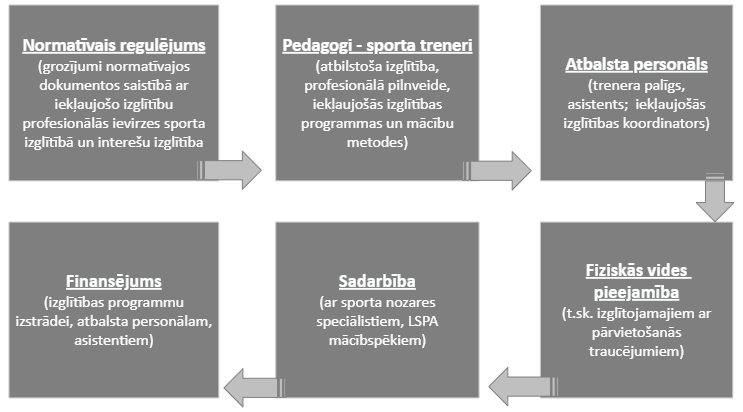 Normatīvais regulējums
(grozījumi normatīvajos
dokumentos saistībā ar
iekļaujošo izglītību
profesionālās ievirzes sporta
izglītībā un interešu izglītība
Pedagogi - sporta treneri
(atbilstoša izglītība,
profesionālā pilnveide,
iekļaujošās izglītības
programmas un mācību
metodes)
Atbalsta personāls
(trenera palīgs,
asistents; iekļaujošās
izglītības koordinators)
Fiziskās vides
pieejamība
(t.sk. izglītojamajiem ar
pārvietošanās
traucējumiem)
Sadarbība
(ar sporta nozares
speciālistiem, LSPA
mācībspēkiem)
Finansējums
(izglītības programmu
izstrādei, atbalsta personālam,
asistentiem)